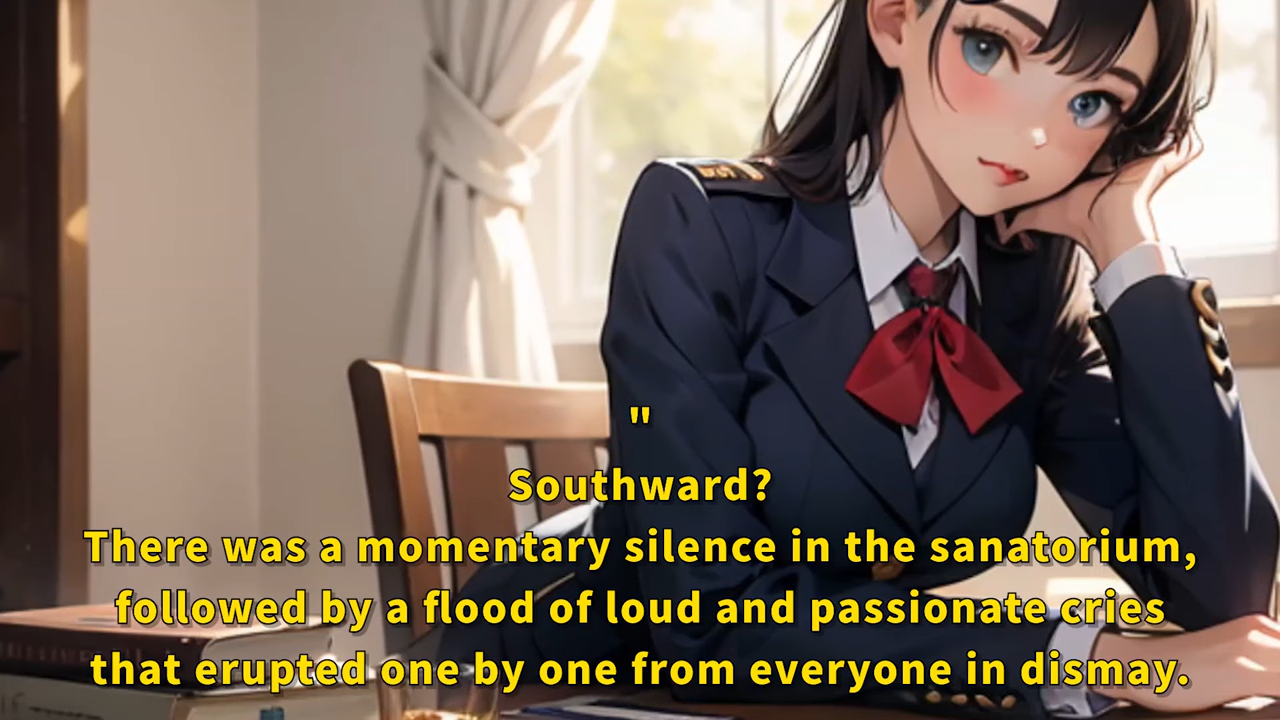 "
Southward?
There was a momentary silence in the sanatorium,
followed by a flood of loud and passionate cries
that erupted one by one from everyone in dismay.